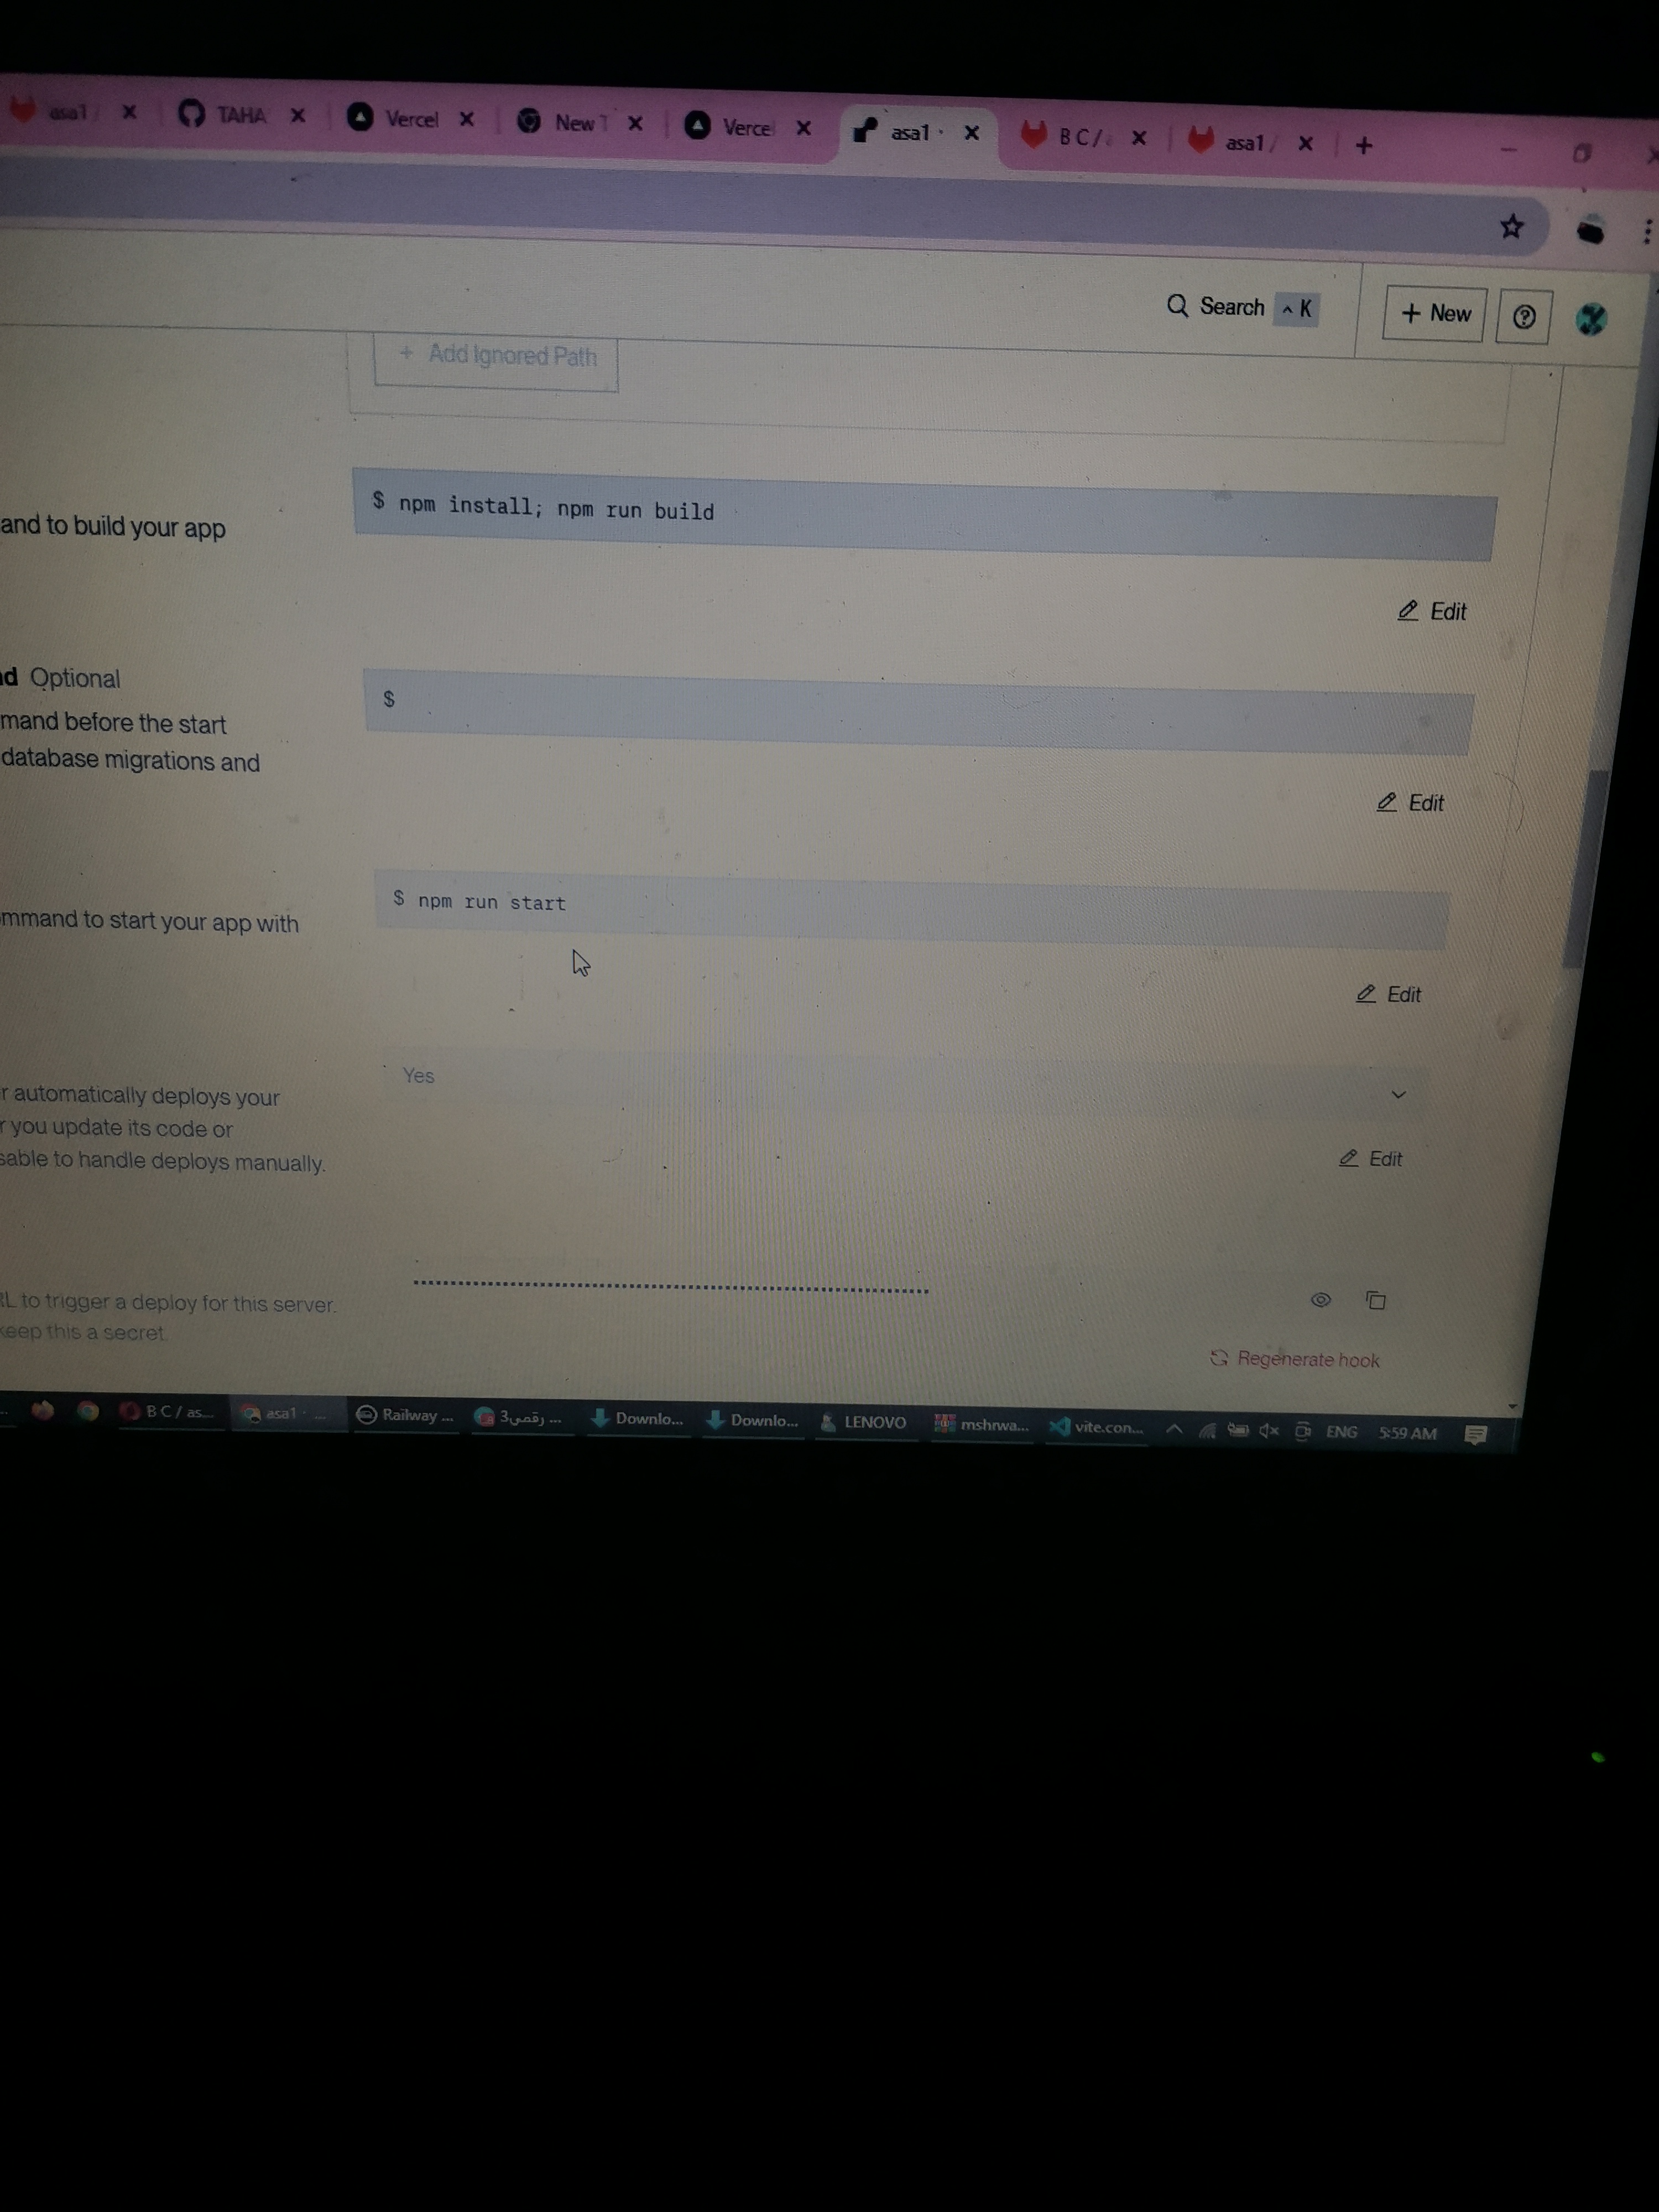 asa1 /
TAHA
Vercel
New T
Verce
asa1 ·
B C /
asa1 /
Search ^ K
+ New
+ Add Ignored Path
and to build your app
$ npm install; npm run build
Edit
d Optional
mand before the start
database migrations and
$
Edit
mmand to start your app with
$ npm run start
Edit
r automatically deploys your
r you update its code or
sable to handle deploys manually.
Yes
Edit
RL to trigger a deploy for this server.
keep this a secret.
Regenerate hook
B C / as...
asa1 · ...
Railway ...
رقصي3 ...
Downlo...
Downlo...
LENOVO
mshrwa...
vite.con...
ENG
5:59 AM